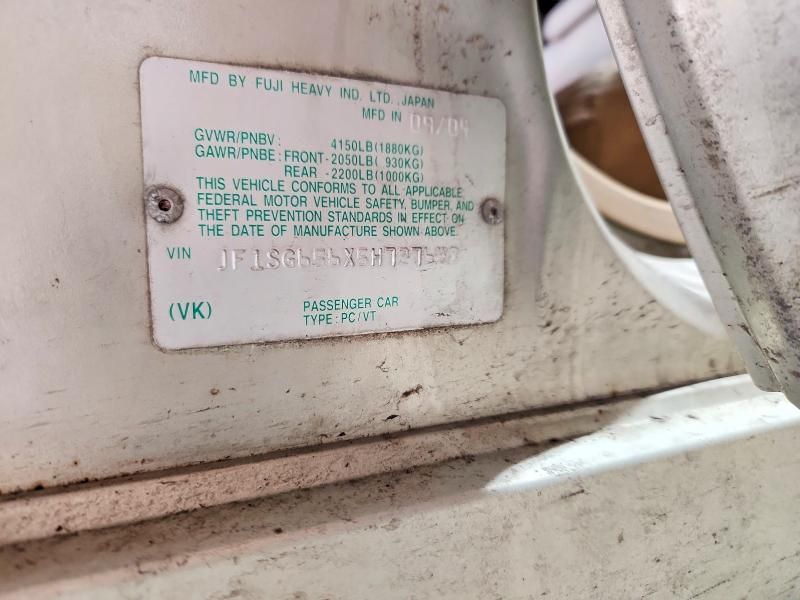 MFD BY FUJI HEAVY IND. LTD., JAPAN
MFD IN 09/04
GVWR/PNBV: 4150LB(1880KG)
GAWR/PNBE: FRONT-2050LB( 930KG)
REAR -2200LB(1000KG)
THIS VEHICLE CONFORMS TO ALL APPLICABLE
FEDERAL MOTOR VEHICLE SAFETY, BUMPER, AND
THEFT PREVENTION STANDARDS IN EFFECT ON
THE DATE OF MANUFACTURE SHOWN ABOVE.
VIN
(VK) PASSENGER CAR
TYPE: PC/VT